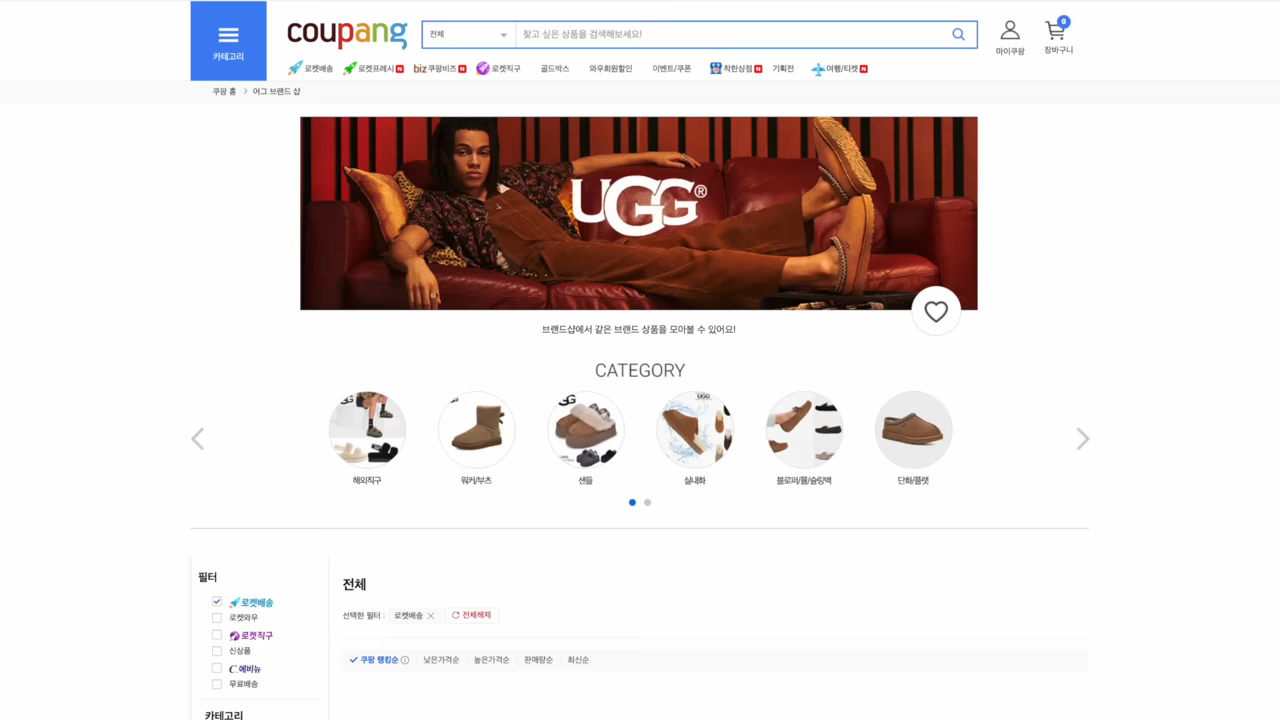 카테고리
coupang
전체
찾고 싶은 상품을 검색해보세요!
마이쿠팡
0
장바구니
로켓배송
로켓프레시 N
biz 쿠팡비즈 N
로켓직구
골드박스
와우회원할인
이벤트/쿠폰
착한상점 N
기획전
여행/티켓 N
쿠팡 홈 > 어그 브랜드 샵
UGG®
브랜드샵에서 같은 브랜드 상품을 모아볼 수 있어요!
CATEGORY
UGG
해외직구
워커/부츠
샌들
실내화
블로퍼/뮬/슬링백
단화/플랫
필터
로켓배송
로켓와우
로켓직구
신상품
C.에비뉴
무료배송
카테고리
전체
선택한 필터 : 로켓배송 전체해제
쿠팡 랭킹순 낮은가격순 높은가격순 판매량순 최신순